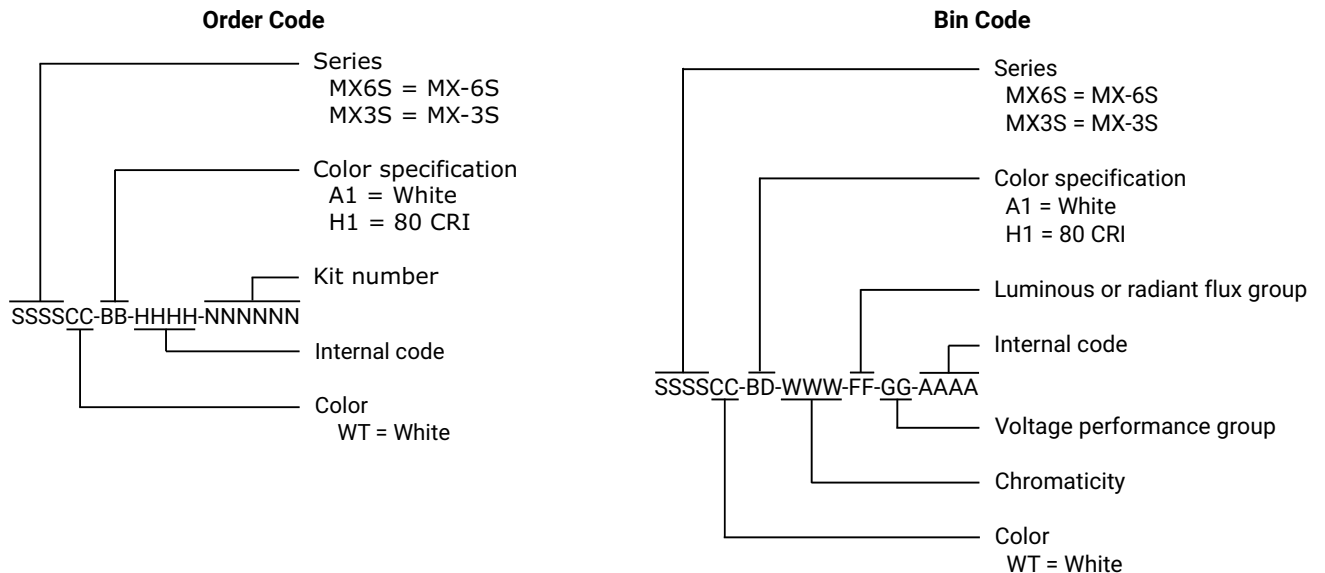 Order Code
Series
MX6S = MX-6S
MX3S = MX-3S
Color specification
A1 = White
H1 = 80 CRI
Kit number
SSSSCC-BB-HHHH-NNNNNN
Internal code
Color
WT = White
Bin Code
Series
MX6S = MX-6S
MX3S = MX-3S
Color specification
A1 = White
H1 = 80 CRI
Luminous or radiant flux group
Internal code
SSSSCC-BD-WWW-FF-GG-AAAA
Voltage performance group
Chromaticity
Color
WT = White